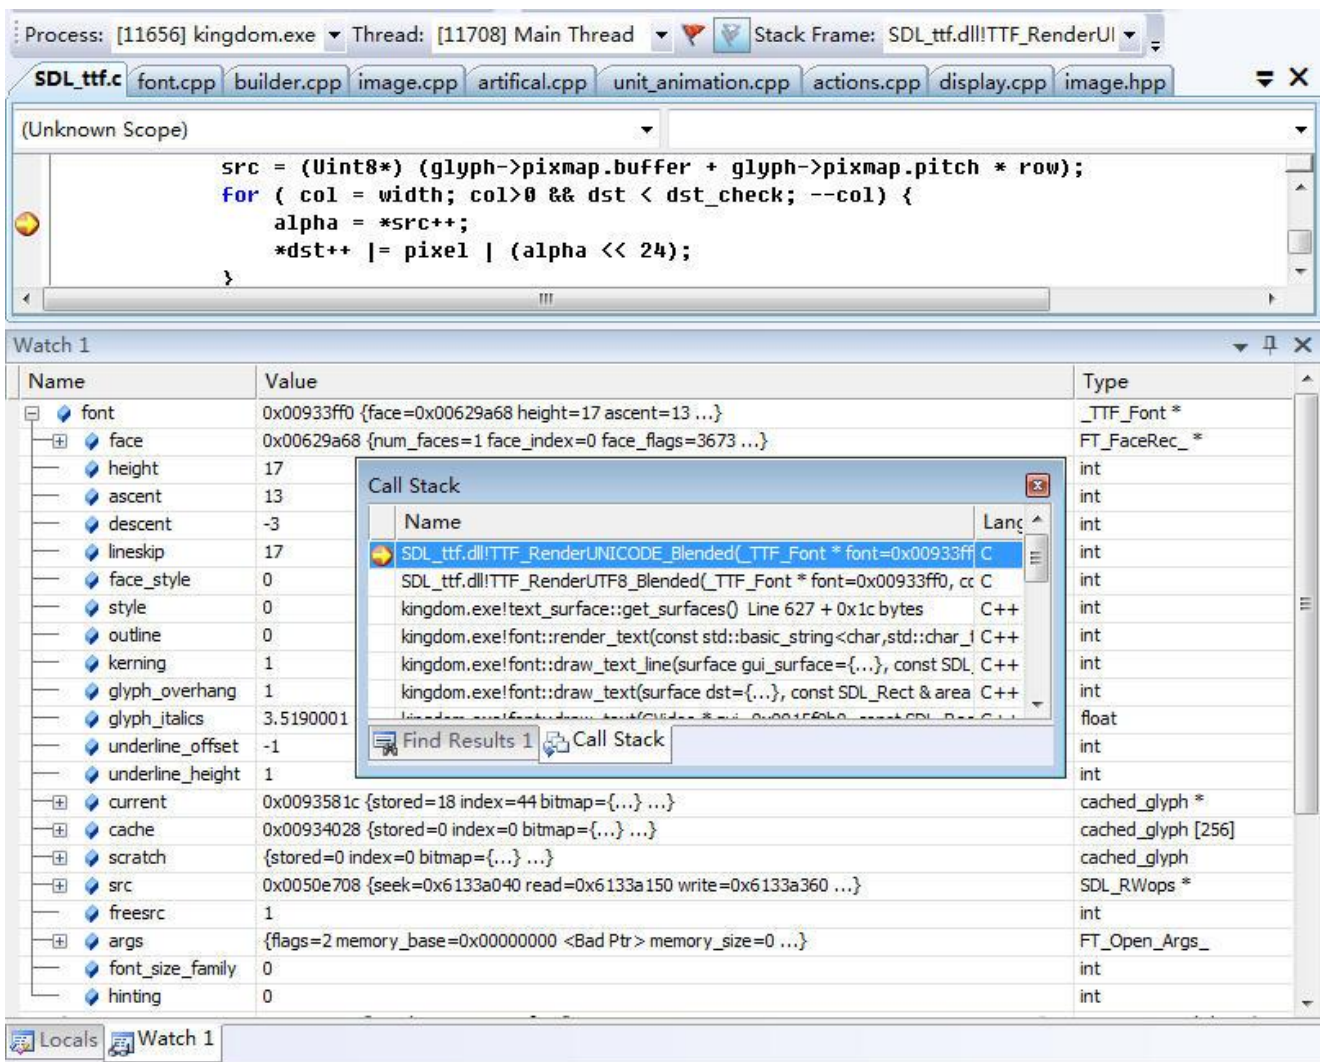 Process: [11656] kingdom.exe Thread: [11708] Main Thread Stack Frame: SDL_ttf.dll!TTF_RenderUI
SDL_ttf.c font.cpp builder.cpp image.cpp artifical.cpp unit_animation.cpp actions.cpp display.cpp image.hpp
(Unknown Scope)
src = (Uint8*) (glyph->pixmap.buffer + glyph->pixmap.pitch * row);
for ( col = width; col>0 && dst < dst_check; --col) {
alpha = *src++;
*dst++ |= pixel | (alpha << 24);
}
Watch 1
Name Value Type
font 0x00933ff0 {face=0x00629a68 height=17 ascent=13 ...} _TTF_Font *
face 0x00629a68 {num_faces=1 face_index=0 face_flags=3673 ...} FT_FaceRec_ *
height 17 int
ascent 13 int
descent -3 int
lineskip 17 int
face_style 0 int
style 0 int
outline 0 int
kerning 1 int
glyph_overhang 1 int
glyph_italics 3.5190001 float
underline_offset -1 int
underline_height 1 int
current 0x0093581c {stored=18 index=44 bitmap={...} ...} cached_glyph *
cache 0x00934028 {stored=0 index=0 bitmap={...} ...} cached_glyph [256]
scratch {stored=0 index=0 bitmap={...} ...} cached_glyph
src 0x0050e708 {seek=0x6133a040 read=0x6133a150 write=0x6133a360 ...} SDL_RWops *
freesrc 1 int
args {flags=2 memory_base=0x00000000 <Bad Ptr> memory_size=0 ...} FT_Open_Args_
font_size_family 0 int
hinting 0 int
Call Stack
Name Lang
SDL_ttf.dll!TTF_RenderUNICODE_Blended(_TTF_Font * font=0x00933ff C
SDL_ttf.dll!TTF_RenderUTF8_Blended(_TTF_Font * font=0x00933ff0, co C
kingdom.exe!text_surface::get_surfaces() Line 627 + 0x1c bytes C++
kingdom.exe!font::render_text(const std::basic_string<char,std::char_t C++
kingdom.exe!font::draw_text_line(surface gui_surface={...}, const SDL_ C++
kingdom.exe!font::draw_text(surface dst={...}, const SDL_Rect & area C++
Find Results 1 Call Stack
Locals Watch 1